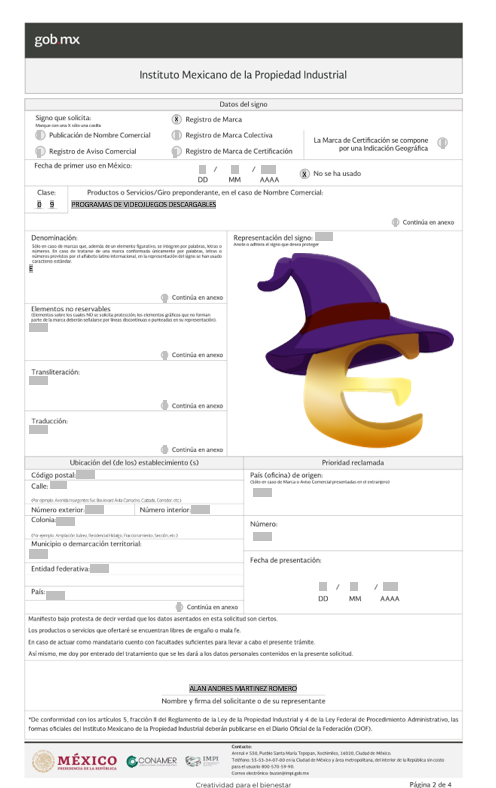 gob.mx
Instituto Mexicano de la Propiedad Industrial
Datos del signo
Signo que solicita:
Marque con una X sólo una casilla
X Registro de Marca
Publicación de Nombre Comercial
Registro de Marca Colectiva
Registro de Aviso Comercial
Registro de Marca de Certificación
La Marca de Certificación se compone
por una Indicación Geográfica
Fecha de primer uso en México:
/ /
DD MM AAAA
X No se ha usado
Clase:
Productos o Servicios/Giro preponderante, en el caso de Nombre Comercial:
0 9 PROGRAMAS DE VIDEOJUEGOS DESCARGABLES
Continúa en anexo
Denominación:
Sólo en caso de marcas que, además de un elemento figurativo, se integren por palabras, letras o
números. En caso de tratarse de una marca conformada únicamente por palabras, letras o
números previstos por el alfabeto latino internacional, en la representación del signo se han usado
caracteres estándar.
E
Continúa en anexo
Representación del signo:
Anexe o adhiera el signo que desea proteger
e
Elementos no reservables
(Elementos sobre los cuales NO se solicita protección, los elementos gráficos que no forman
parte de la marca deberán señalarse por líneas discontinuas o punteadas en su representación).
Continúa en anexo
Transliteración:
Continúa en anexo
Traducción:
Continúa en anexo
Ubicación del (de los) establecimiento (s)
Código postal:
Calle:
(Por ejemplo: Avenida Insurgentes Sur, Boulevard Ávila Camacho, Calzada, Corredor, etc.)
Número exterior: Número interior:
Colonia:
(Por ejemplo: Ampliación Juárez, Residencial Hidalgo, Fraccionamiento, Sección, etc.)
Municipio o demarcación territorial:
Entidad federativa:
País:
Continúa en anexo
Prioridad reclamada
País (oficina) de origen:
(Sólo en caso de Marca o Aviso Comercial presentadas en el extranjero)
Número:
Fecha de presentación:
/ /
DD MM AAAA
Manifiesto bajo protesta de decir verdad que los datos asentados en esta solicitud son ciertos.
Los productos o servicios que ofertaré se encuentran libres de engaño o mala fe.
En caso de actuar como mandatario cuento con facultades suficientes para llevar a cabo el presente trámite.
Así mismo, me doy por enterado del tratamiento que se les dará a los datos personales contenidos en la presente solicitud.
ALAN ANDRES MARTINEZ ROMERO
Nombre y firma del solicitante o de su representante
*De conformidad con los artículos 5, fracción II del Reglamento de la Ley de la Propiedad Industrial y 4 de la Ley Federal de Procedimiento Administrativo, las
formas oficiales del Instituto Mexicano de la Propiedad Industrial deberán publicarse en el Diario Oficial de la Federación (DOF).
MÉXICO
PRESIDENCIA DE LA REPÚBLICA
CONAMER
IMPI
Contacto:
Arenal # 550, Pueblo Santa María Tepepan, Xochimilco, 16020, Ciudad de México.
Teléfono: 55-53-34-07-00 en la Ciudad de México y área metropolitana, del interior de la República sin costo
para el usuario 800-570-59-90.
Correo electrónico: buzon@impi.gob.mx
Creatividad para el bienestar
Página 2 de 4